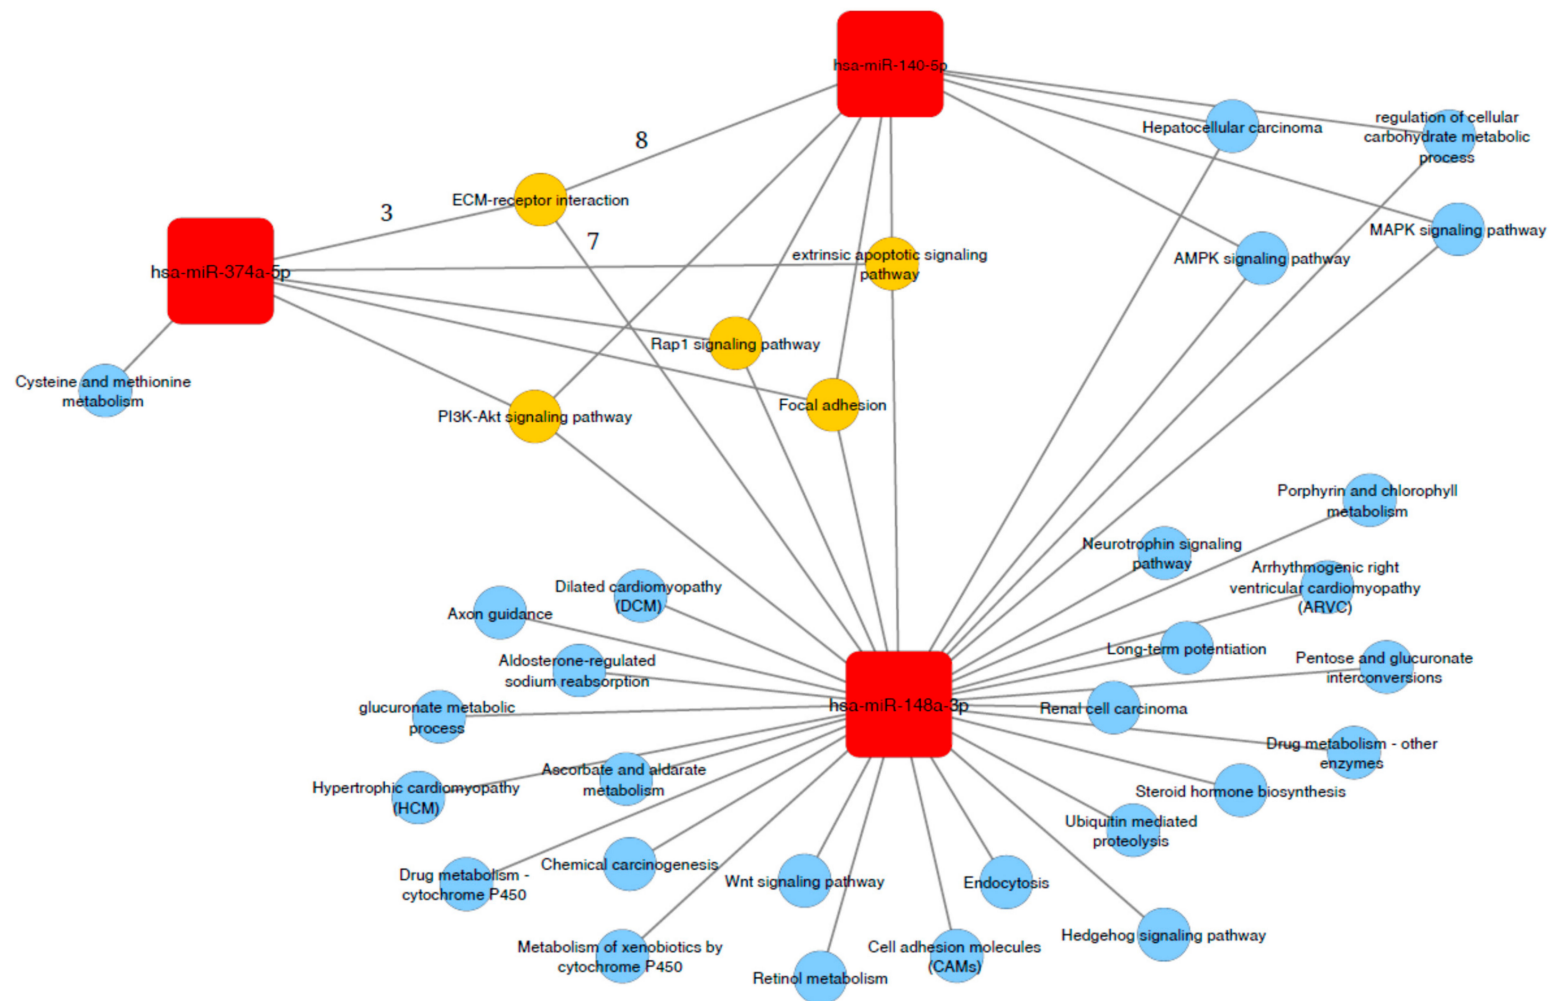 hsa-miR-140-5p
Hepatocellular carcinoma
regulation of cellular
carbohydrate metabolic
process
8
ECM-receptor interaction
3
7
MAPK signaling pathway
hsa-miR-374a-5p
extrinsic apoptotic signaling
pathway
AMPK signaling pathway
Rap1 signaling pathway
Cysteine and methionine
metabolism
PI3K-Akt signaling pathway
Focal adhesion
Porphyrin and chlorophyll
metabolism
Neurotrophin signaling
pathway
Arrhythmogenic right
ventricular cardiomyopathy
(ARVC)
Dilated cardiomyopathy
(DCM)
Axon guidance
Long-term potentiation
Aldosterone-regulated
sodium reabsorption
Pentose and glucuronate
interconversions
glucuronate metabolic
process
hsa-miR-148a-3p
Renal cell carcinoma
Drug metabolism - other
enzymes
Ascorbate and aldarate
metabolism
Hypertrophic cardiomyopathy
(HCM)
Steroid hormone biosynthesis
Ubiquitin mediated
proteolysis
Chemical carcinogenesis
Drug metabolism -
cytochrome P450
Wnt signaling pathway
Endocytosis
Hedgehog signaling pathway
Metabolism of xenobiotics by
cytochrome P450
Cell adhesion molecules
(CAMs)
Retinol metabolism